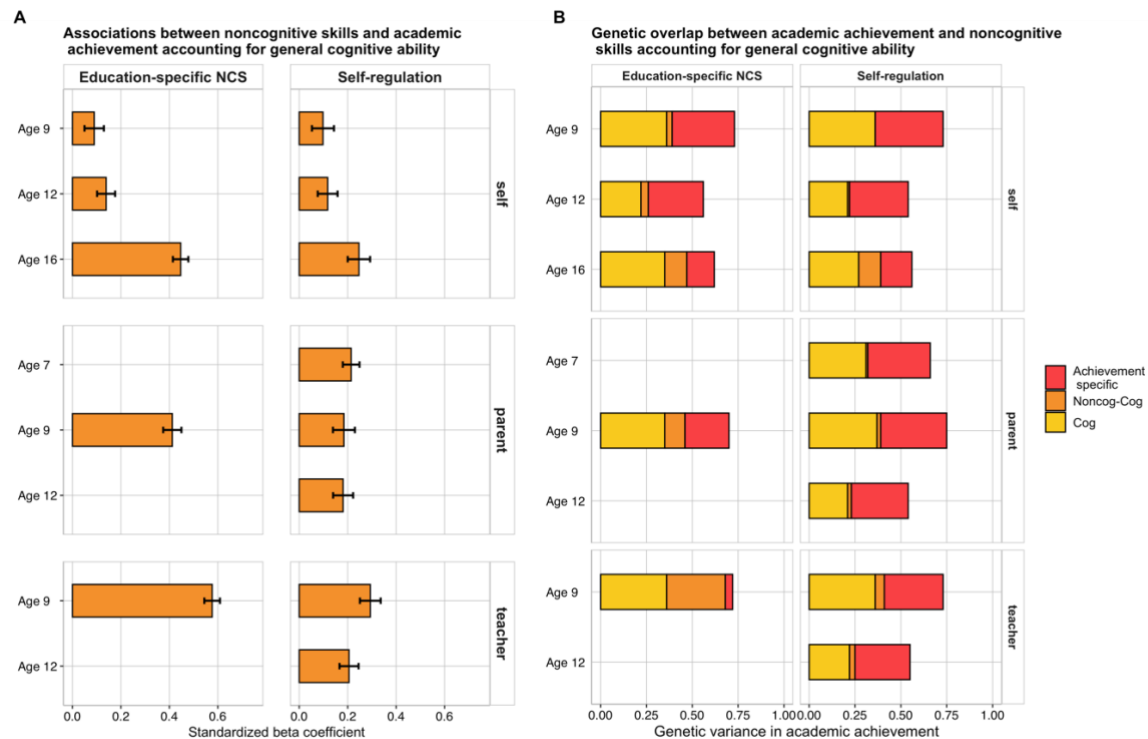 A
Associations between noncognitive skills and academic
achievement accounting for general cognitive ability
Education-specific NCS
Self-regulation
Age 9
Age 12
Age 16
self
Age 7
Age 9
Age 12
parent
Age 9
Age 12
teacher
0.0 0.2 0.4 0.6
0.0 0.2 0.4 0.6
Standardized beta coefficient
B
Genetic overlap between academic achievement and noncognitive
skills accounting for general cognitive ability
Education-specific NCS
Self-regulation
Age 9
Age 12
Age 16
self
Age 7
Age 9
Age 12
parent
Age 9
Age 12
teacher
0.00 0.25 0.50 0.75 1.00
0.00 0.25 0.50 0.75 1.00
Genetic variance in academic achievement
Achievement
specific
Noncog-Cog
Cog